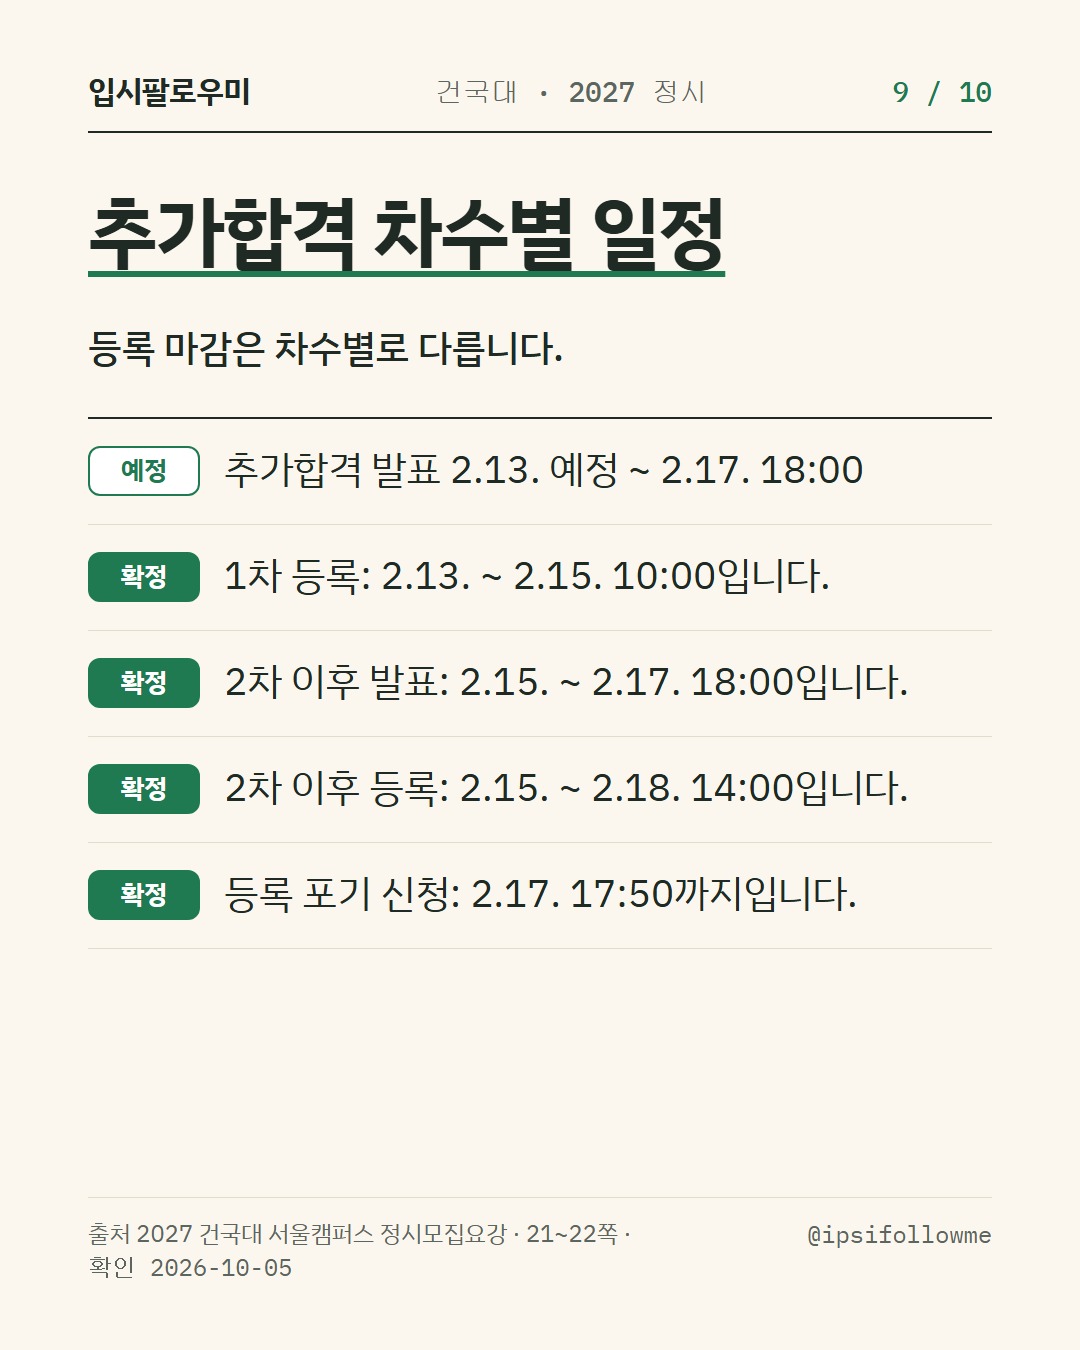 입시팔로우미
건국대 · 2027 정시
9 / 10
추가합격 차수별 일정
등록 마감은 차수별로 다릅니다.
예정 추가합격 발표 2.13. 예정 ~ 2.17. 18:00
확정 1차 등록: 2.13. ~ 2.15. 10:00입니다.
확정 2차 이후 발표: 2.15. ~ 2.17. 18:00입니다.
확정 2차 이후 등록: 2.15. ~ 2.18. 14:00입니다.
확정 등록 포기 신청: 2.17. 17:50까지입니다.
출처 2027 건국대 서울캠퍼스 정시모집요강 · 21~22쪽 ·
확인 2026-10-05
@ipsifollowme